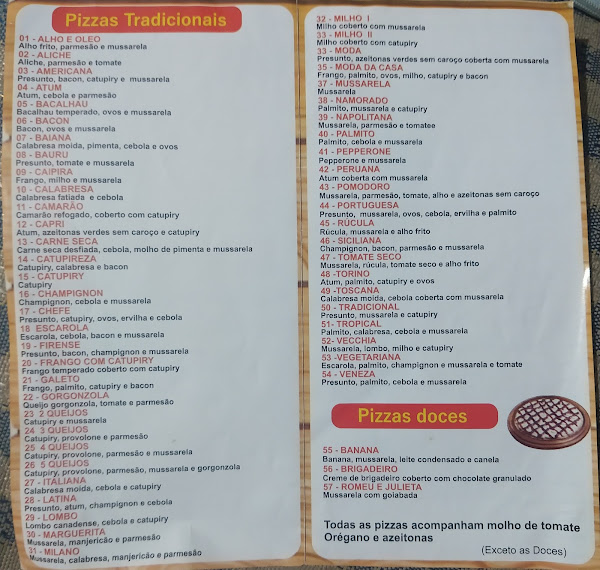 Pizzas Tradicionais
01 - ALHO E OLEO
Alho frito, parmesão e mussarela
02 - ALICHE
Aliche, parmesão e tomate
03 - AMERICANA
Presunto, bacon, catupiry e mussarela
04 - ATUM
Atum, cebola e parmesão
05 - BACALHAU
Bacalhau temperado, ovos e mussarela
06 - BACON
Bacon, ovos e mussarela
07 - BAIANA
Calabresa moida, pimenta, cebola e ovos
08 - BAURU
Presunto, tomate e mussarela
09 - CAIPIRA
Frango, milho e mussarela
10 - CALABRESA
Calabresa fatiada e cebola
11 - CAMARÃO
Camarão refogado, coberto com catupiry
12 - CAPRI
Atum, azeitonas verdes sem caroço e catupiry
13 - CARNE SECA
Carne seca desfiada, cebola, molho de pimenta e mussarela
14 - CATUPIREZA
Catupiry, calabresa e bacon
15 - CATUPIRY
Catupiry
16 - CHAMPIGNON
Champignon, cebola e mussarela
17 - CHEFE
Presunto, catupiry, ovos, ervilha e cebola
18 ESCAROLA
Escarola, cebola, bacon e mussarela
19 - FIRENSE
Presunto, bacon, champignon e mussarela
20 - FRANGO COM CATUPIRY
Frango temperado coberto com catupiry
21 - GALETO
Frango, palmito, catupiry e bacon
22 - GORGONZOLA
Queijo gorgonzola, tomate e parmesão
23 2 QUEIJOS
Catupiry e mussarela
24 3 QUEIJOS
Catupiry, provolone e parmesão
25 4 QUEIJOS
Catupiry, provolone, parmesão e mussarela
26 5 QUEIJOS
Catupiry, provolone, parmesão, mussarela e gorgonzola
27 - ITALIANA
Calabresa moida, cebola e catupiry
28 - LATINA
Presunto, atum, champignon e cebola
29 - LOMBO
Lombo canadense, cebola e catupiry
30 - MARGUERITA
Mussarela, manjericão e parmesão
31 - MILANO
Mussarela, calabresa, manjericão e parmesão
32 - MILHO I
Milho coberto com mussarela
33 - MILHO II
Milho coberto com catupiry
33 - MODA
Presunto, azeitonas verdes sem caroço coberta com mussarela
35 - MODA DA CASA
Frango, palmito, ovos, milho, catupiry e bacon
37 - MUSSARELA
Mussarela
38 - NAMORADO
Palmito, mussarela e catupiry
39 - NAPOLITANA
Mussarela, parmesão e tomatee
40 - PALMITO
Palmito, cebola e mussarela
41 - PEPPERONE
Pepperone e mussarela
42 - PERUANA
Atum coberta com mussarela
43 - POMODORO
Mussarela, parmesão, tomate, alho e azeitonas sem caroço
44 - PORTUGUESA
Presunto, mussarela, ovos, cebola, ervilha e palmito
45 - RÚCULA
Rúcula, mussarela e alho frito
46 - SICILIANA
Champignon, bacon, parmesão e mussarela
47 - TOMATE SECO
Mussarela, rúcula, tomate seco e alho frito
48 -TORINO
Atum, palmito, catupiry e ovos
49 -TOSCANA
Calabresa moida, cebola coberta com mussarela
50 - TRADICIONAL
Presunto, mussarela e catupiry
51- TROPICAL
Palmito, calabresa, cebola e mussarela
52 - VECCHIA
Mussarela, lombo, milho e catupiry
53 -VEGETARIANA
Escarola, palmito, champignon e mussarela e tomate
54 - VENEZA
Presunto, palmito, cebola e mussarela
Pizzas doces
55 - BANANA
Banana, mussarela, leite condensado e canela
56 - BRIGADEIRO
Creme de brigadeiro coberto com chocolate granulado
57 - ROMEU E JULIETA
Mussarela com goiabada
Todas as pizzas acompanham molho de tomate
Orégano e azeitonas
(Exceto as Doces)